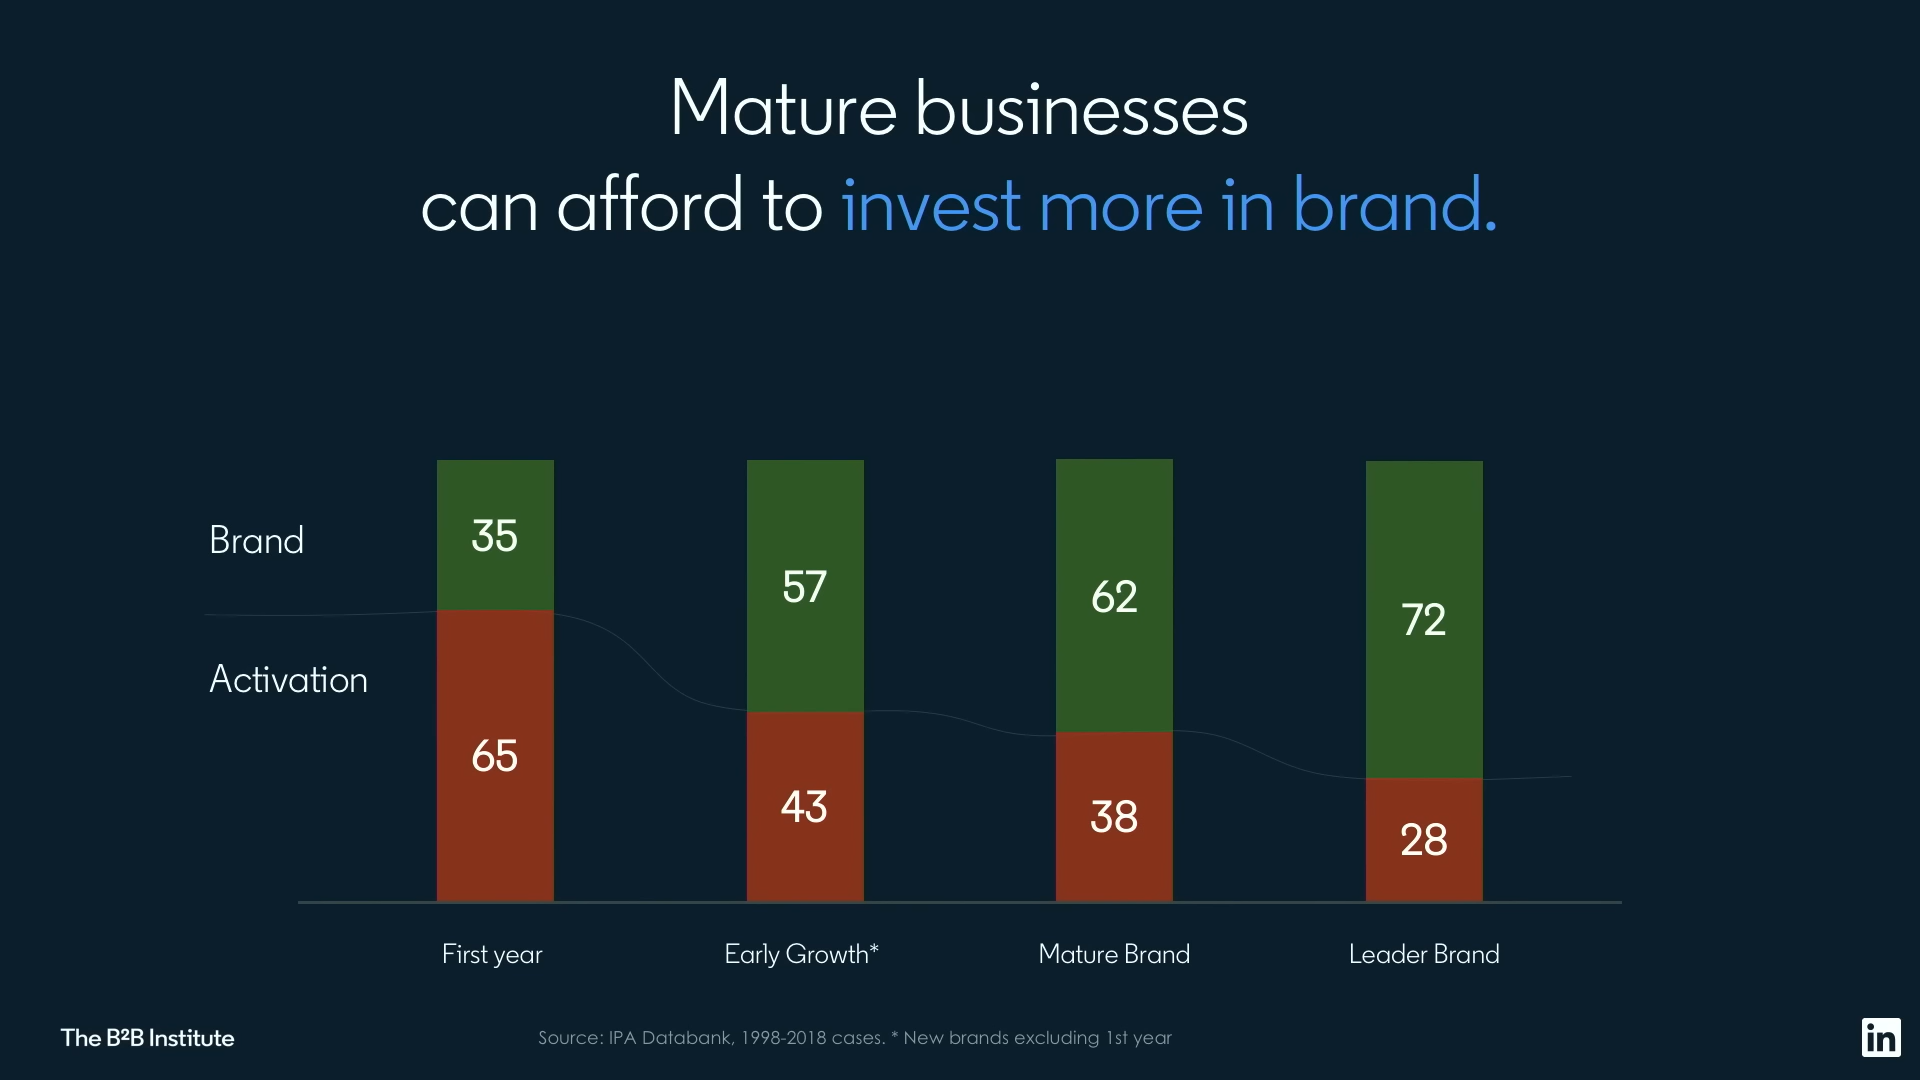 Mature businesses
can afford to invest more in brand.
Brand
Activation
35
57
62
72
65
43
38
28
First year
Early Growth*
Mature Brand
Leader Brand
The B²B Institute
Source: IPA Databank, 1998-2018 cases. * New brands excluding 1st year
in